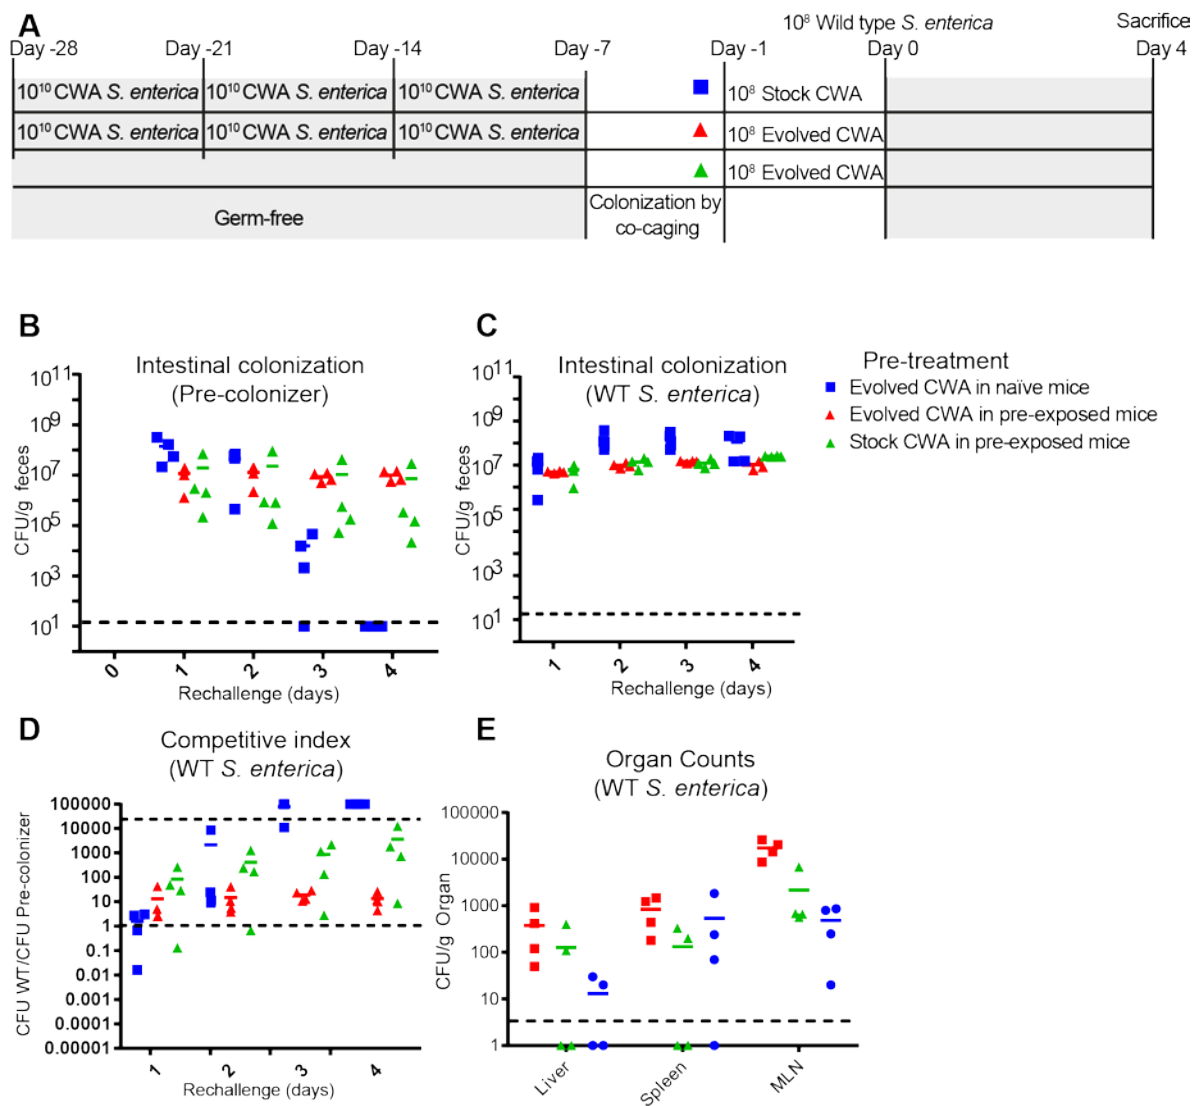 A
10⁸ Wild type S. enterica
Sacrifice
Day -28 Day -21 Day -14 Day -7 Day -1 Day 0 Day 4
10¹⁰ CWA S. enterica 10¹⁰ CWA S. enterica 10¹⁰ CWA S. enterica 10⁸ Stock CWA
10¹⁰ CWA S. enterica 10¹⁰ CWA S. enterica 10¹⁰ CWA S. enterica 10⁸ Evolved CWA
10⁸ Evolved CWA
Germ-free
Colonization by
co-caging
B
Intestinal colonization
(Pre-colonizer)
CFU/g feces
10¹¹
10⁹
10⁷
10⁵
10³
10¹
0 1 2 3 4
Rechallenge (days)
C
Intestinal colonization
(WT S. enterica)
CFU/g feces
10¹¹
10⁹
10⁷
10⁵
10³
10¹
1 2 3 4
Rechallenge (days)
Pre-treatment
Evolved CWA in naïve mice
Evolved CWA in pre-exposed mice
Stock CWA in pre-exposed mice
D
Competitive index
(WT S. enterica)
CFU WT/CFU Pre-colonizer
100000
10000
1000
100
10
1
0.1
0.01
0.001
0.0001
0.00001
1 2 3 4
Rechallenge (days)
E
Organ Counts
(WT S. enterica)
CFU/g Organ
100000
10000
1000
100
10
1
Liver Spleen MLN